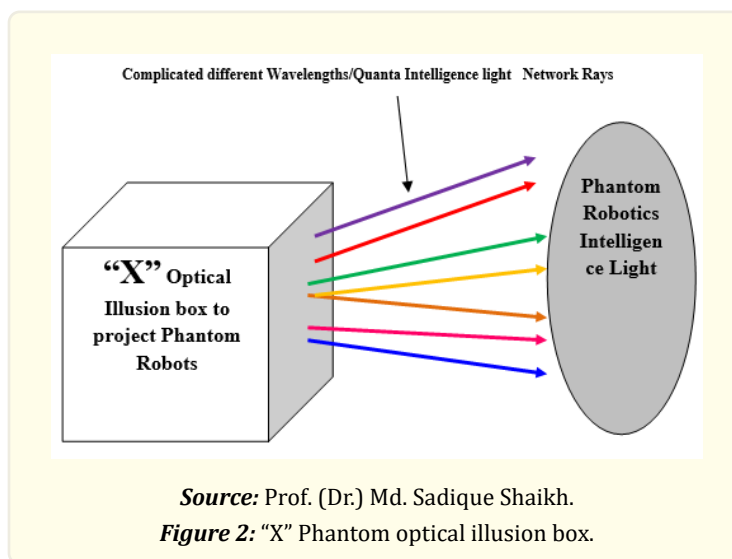 Complicated different Wavelengths/Quanta Intelligence light Network Rays
“X” Optical
Illusion box to
project Phantom
Robots
Phantom
Robotics
Intelligen
ce Light
Source: Prof. (Dr.) Md. Sadique Shaikh.
Figure 2: “X” Phantom optical illusion box.